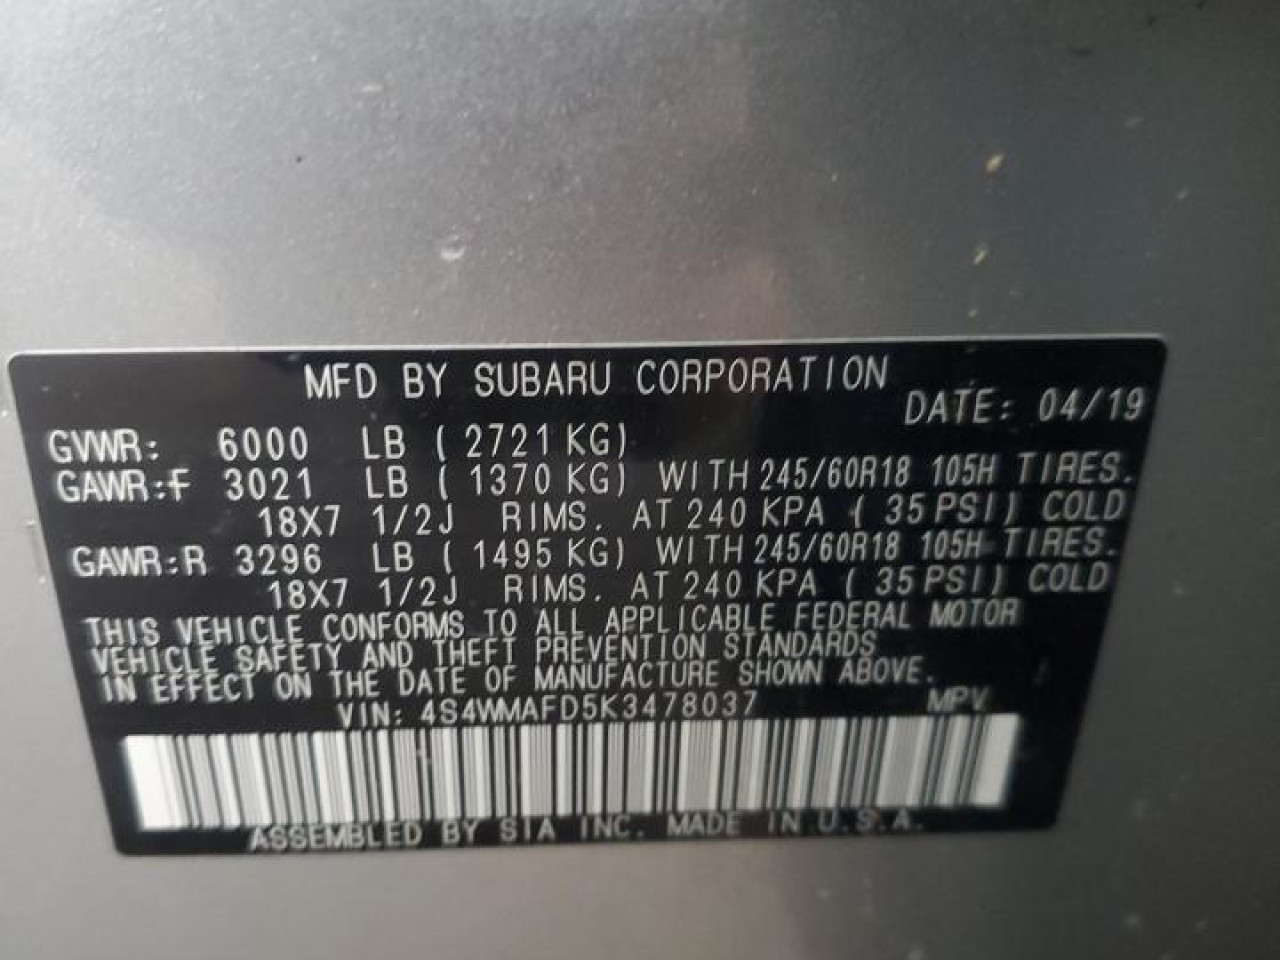 MFD BY SUBARU CORPORATION
DATE: 04/19
GVWR: 6000 LB ( 2721 KG)
GAWR:F 3021 LB ( 1370 KG) WITH 245/60R18 105H TIRES.
18X7 1/2J RIMS. AT 240 KPA ( 35 PSI) COLD
GAWR:R 3296 LB ( 1495 KG) WITH 245/60R18 105H TIRES.
18X7 1/2J RIMS. AT 240 KPA ( 35 PSI) COLD
THIS VEHICLE CONFORMS TO ALL APPLICABLE FEDERAL MOTOR
VEHICLE SAFETY AND THEFT PREVENTION STANDARDS
IN EFFECT ON THE DATE OF MANUFACTURE SHOWN ABOVE.
VIN: 4S4WMAFD5K3478037 MPV
ASSEMBLED BY SIA INC. MADE IN U.S.A.